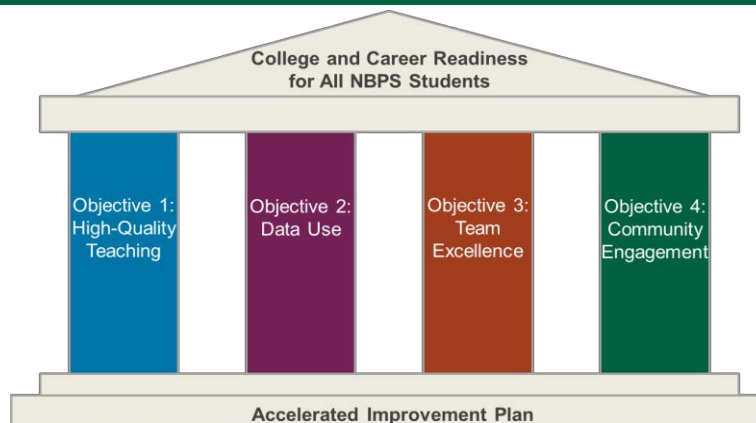 College and Career Readiness
for All NBPS Students
Objective 1:
High-Quality
Teaching
Objective 2:
Data Use
Objective 3:
Team
Excellence
Objective 4:
Community
Engagement
Accelerated Improvement Plan